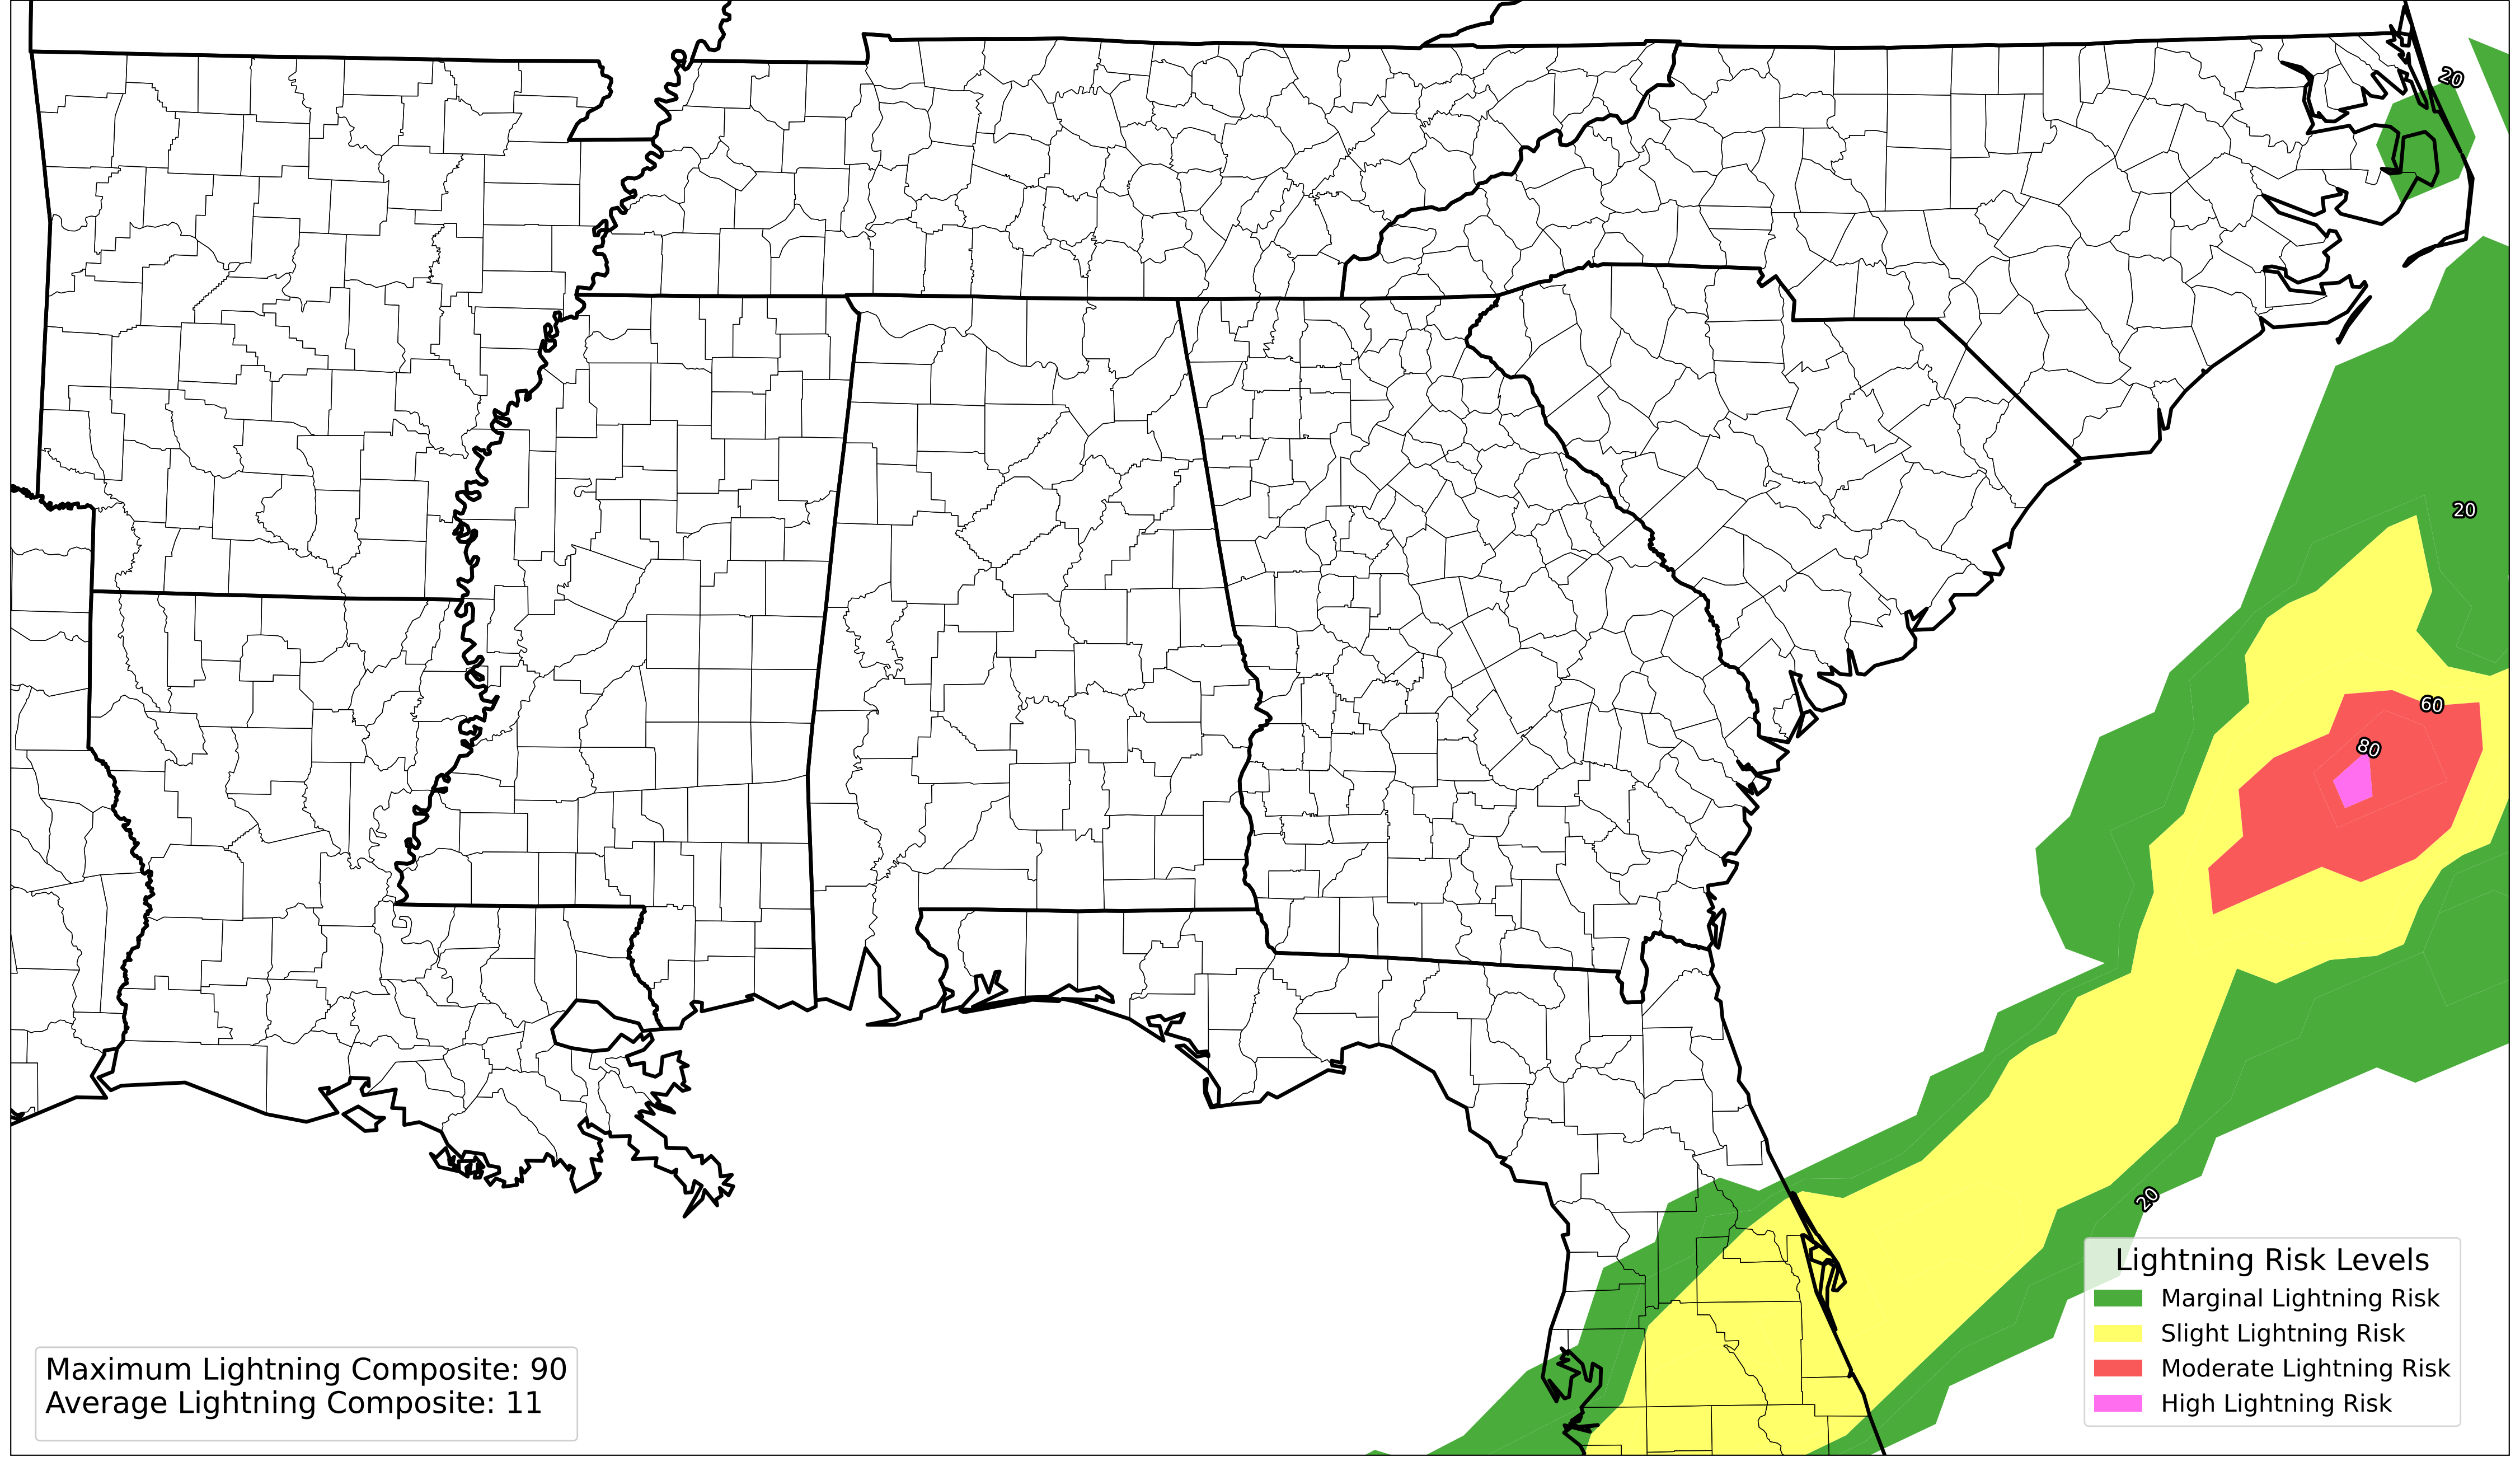 20
20
60
80
20
Lightning Risk Levels
Marginal Lightning Risk
Slight Lightning Risk
Moderate Lightning Risk
High Lightning Risk
Maximum Lightning Composite: 90
Average Lightning Composite: 11